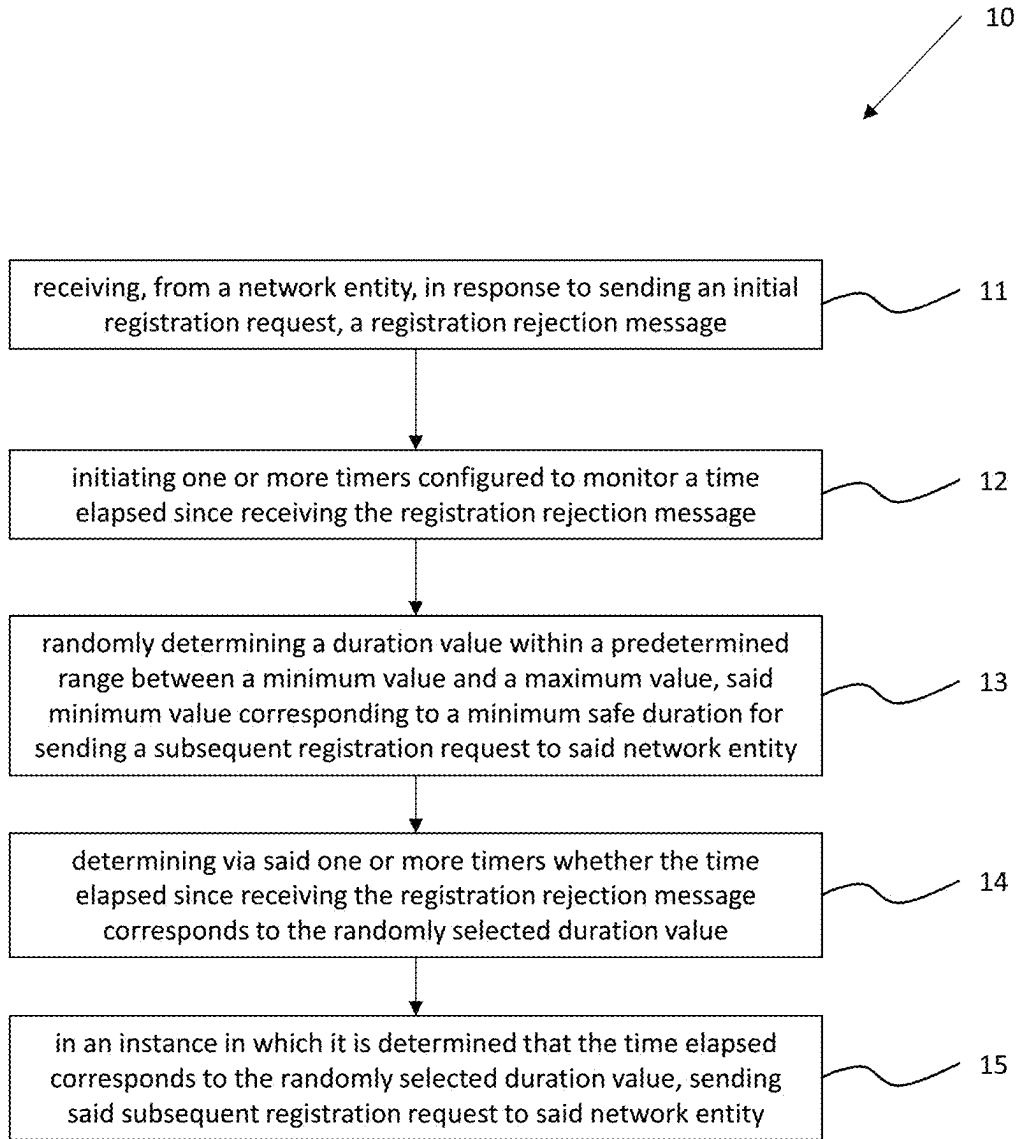 10
receiving, from a network entity, in response to sending an initial
registration request, a registration rejection message
11
initiating one or more timers configured to monitor a time
elapsed since receiving the registration rejection message
12
randomly determining a duration value within a predetermined
range between a minimum value and a maximum value, said
minimum value corresponding to a minimum safe duration for
sending a subsequent registration request to said network entity
13
determining via said one or more timers whether the time
elapsed since receiving the registration rejection message
corresponds to the randomly selected duration value
14
in an instance in which it is determined that the time elapsed
corresponds to the randomly selected duration value, sending
said subsequent registration request to said network entity
15